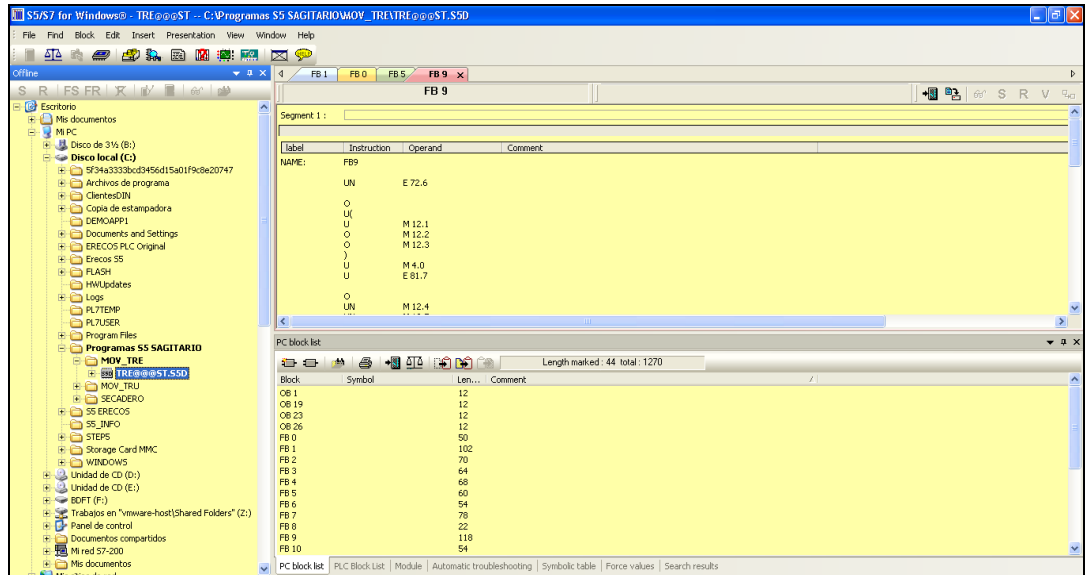 S5/S7 for Windows® - TRE@@@ST -- C:\Programas S5 SAGITARIO\MOV_TRE\TRE@@@ST.S5D
File Find Block Edit Insert Presentation View Window Help
Offline
FB 1 FB 0 FB 5 FB 9 X
S R FS FR
FB 9
S R V
Escritorio
Mis documentos
Mi PC
Disco de 3½ (B:)
Disco local (C:)
5f34a3333bcd3456d15a01f9c8e20747
Archivos de programa
ClientesDIN
Copia de estampadora
DEMOAPP1
Documents and Settings
ERECOS PLC Original
Erecos S5
FLASH
HWUpdates
Logs
PL7TEMP
PL7USER
Program Files
Programas S5 SAGITARIO
MOV_TRE
TRE@@@ST.S5D
MOV_TRU
SECADERO
S5 ERECOS
S5_INFO
STEP5
Storage Card MMC
WINDOWS
Unidad de CD (D:)
Unidad de CD (E:)
BDFT (F:)
Trabajos en "vmware-host\Shared Folders" (Z:)
Panel de control
Documentos compartidos
Mi red S7-200
Mis documentos
Segment 1 :
label Instruction Operand Comment
NAME: FB9
UN E 72.6
O
U(
U M 12.1
O M 12.2
O M 12.3
)
U M 4.0
U E 81.7
O
UN M 12.4
PC block list
Length marked : 44 total : 1270
Block Symbol Len... Comment
OB 1 12
OB 19 12
OB 23 12
OB 26 12
FB 0 50
FB 1 102
FB 2 70
FB 3 64
FB 4 68
FB 5 60
FB 6 54
FB 7 78
FB 8 22
FB 9 118
FB 10 54
PC block list PLC Block List Module Automatic troubleshooting Symbolic table Force values Search results